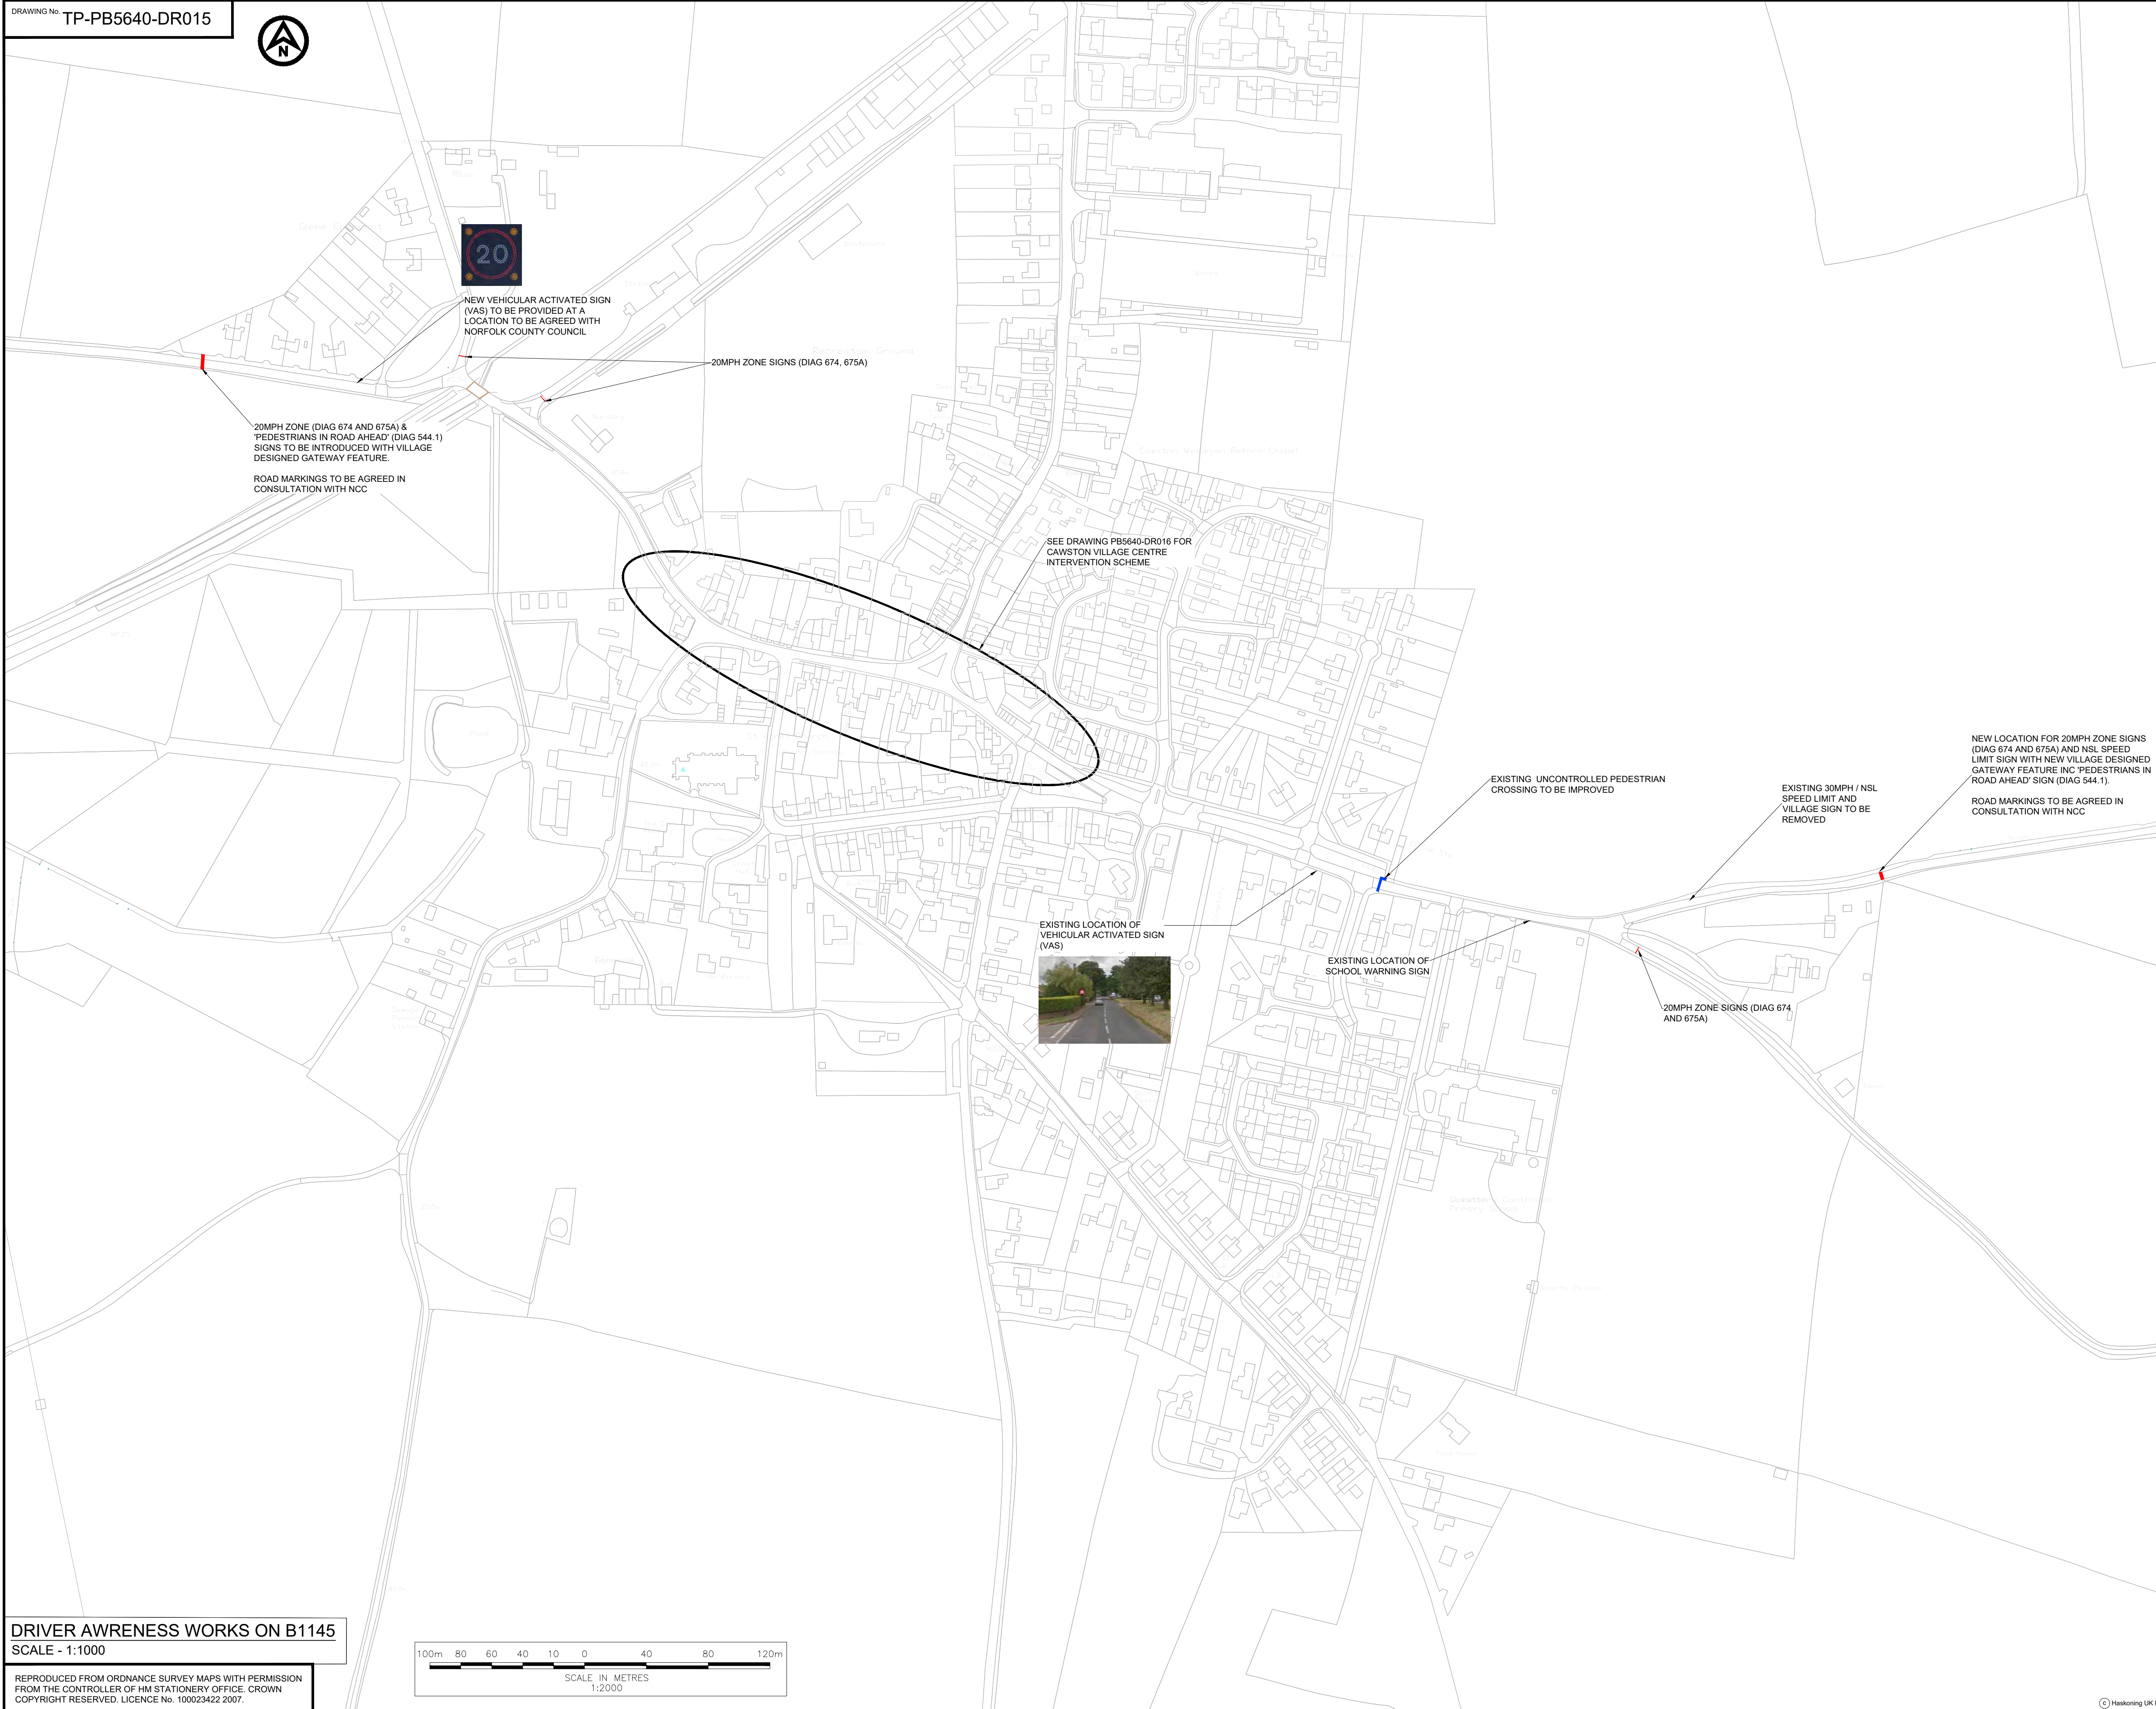 DRAWING No. TP-PB5640-DR015
N
20
NEW VEHICULAR ACTIVATED SIGN
(VAS) TO BE PROVIDED AT A
LOCATION TO BE AGREED WITH
NORFOLK COUNTY COUNCIL
20MPH ZONE SIGNS (DIAG 674, 675A)
20MPH ZONE (DIAG 674 AND 675A) &
'PEDESTRIANS IN ROAD AHEAD' (DIAG 544.1)
SIGNS TO BE INTRODUCED WITH VILLAGE
DESIGNED GATEWAY FEATURE.
ROAD MARKINGS TO BE AGREED IN
CONSULTATION WITH NCC
Cawston Wesleyan Reform Chapel
SEE DRAWING PB5640-DR016 FOR
CAWSTON VILLAGE CENTRE
INTERVENTION SCHEME
NEW LOCATION FOR 20MPH ZONE SIGNS
(DIAG 674 AND 675A) AND NSL SPEED
LIMIT SIGN WITH NEW VILLAGE DESIGNED
GATEWAY FEATURE INC 'PEDESTRIANS IN
ROAD AHEAD' SIGN (DIAG 544.1).
ROAD MARKINGS TO BE AGREED IN
CONSULTATION WITH NCC
EXISTING UNCONTROLLED PEDESTRIAN
CROSSING TO BE IMPROVED
EXISTING 30MPH / NSL
SPEED LIMIT AND
VILLAGE SIGN TO BE
REMOVED
EXISTING LOCATION OF
VEHICULAR ACTIVATED SIGN
(VAS)
EXISTING LOCATION OF
SCHOOL WARNING SIGN
20MPH ZONE SIGNS (DIAG 674
AND 675A)
DRIVER AWRENESS WORKS ON B1145
SCALE - 1:1000
REPRODUCED FROM ORDNANCE SURVEY MAPS WITH PERMISSION
FROM THE CONTROLLER OF HM STATIONERY OFFICE. CROWN
COPYRIGHT RESERVED. LICENCE No. 100023422 2007.
100m 80 60 40 10 0 40 80 120m
SCALE IN METRES
1:2000
© Haskoning UK